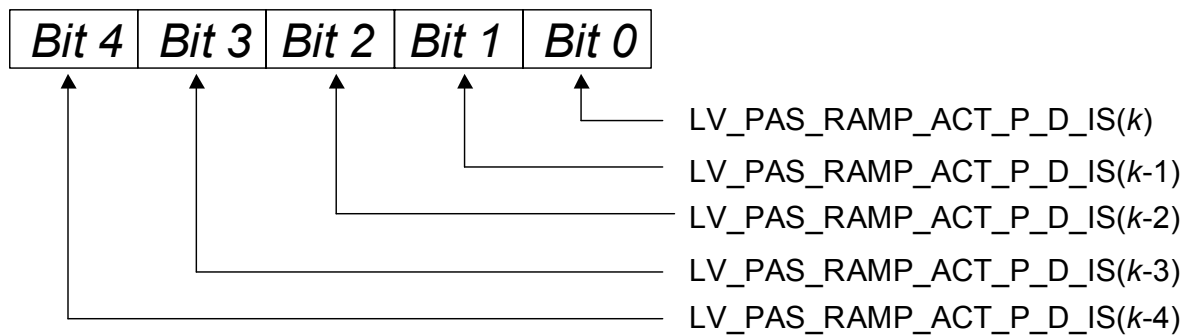 Bit 4 Bit 3 Bit 2 Bit 1 Bit 0
LV_PAS_RAMP_ACT_P_D_IS(k)
LV_PAS_RAMP_ACT_P_D_IS(k-1)
LV_PAS_RAMP_ACT_P_D_IS(k-2)
LV_PAS_RAMP_ACT_P_D_IS(k-3)
LV_PAS_RAMP_ACT_P_D_IS(k-4)